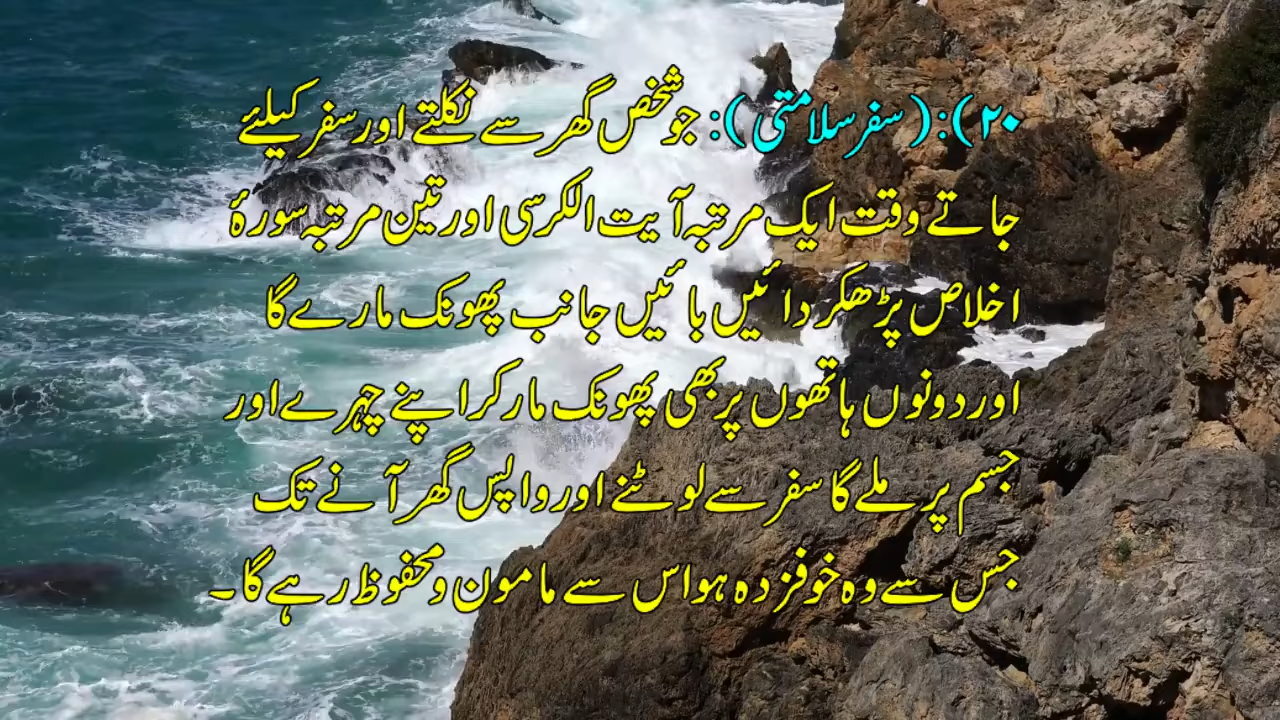 ۲۰):(سفر سلامتی): جو شخص گھر سے نکلتے اور سفر کیلئے
جاتے وقت ایک مرتبہ آیت الکرسی اور تین مرتبہ سورۂ
اخلاص پڑھکر دائیں بائیں جانب پھونک مارے گا
اور دونوں ہاتھوں پر بھی پھونک مار کر اپنے چہرے اور
جسم پر ملے گا سفر سے لوٹنے اور واپس گھر آنے تک
جس سے وہ خوفزدہ ہو اس سے مامون و محفوظ رہے گا۔